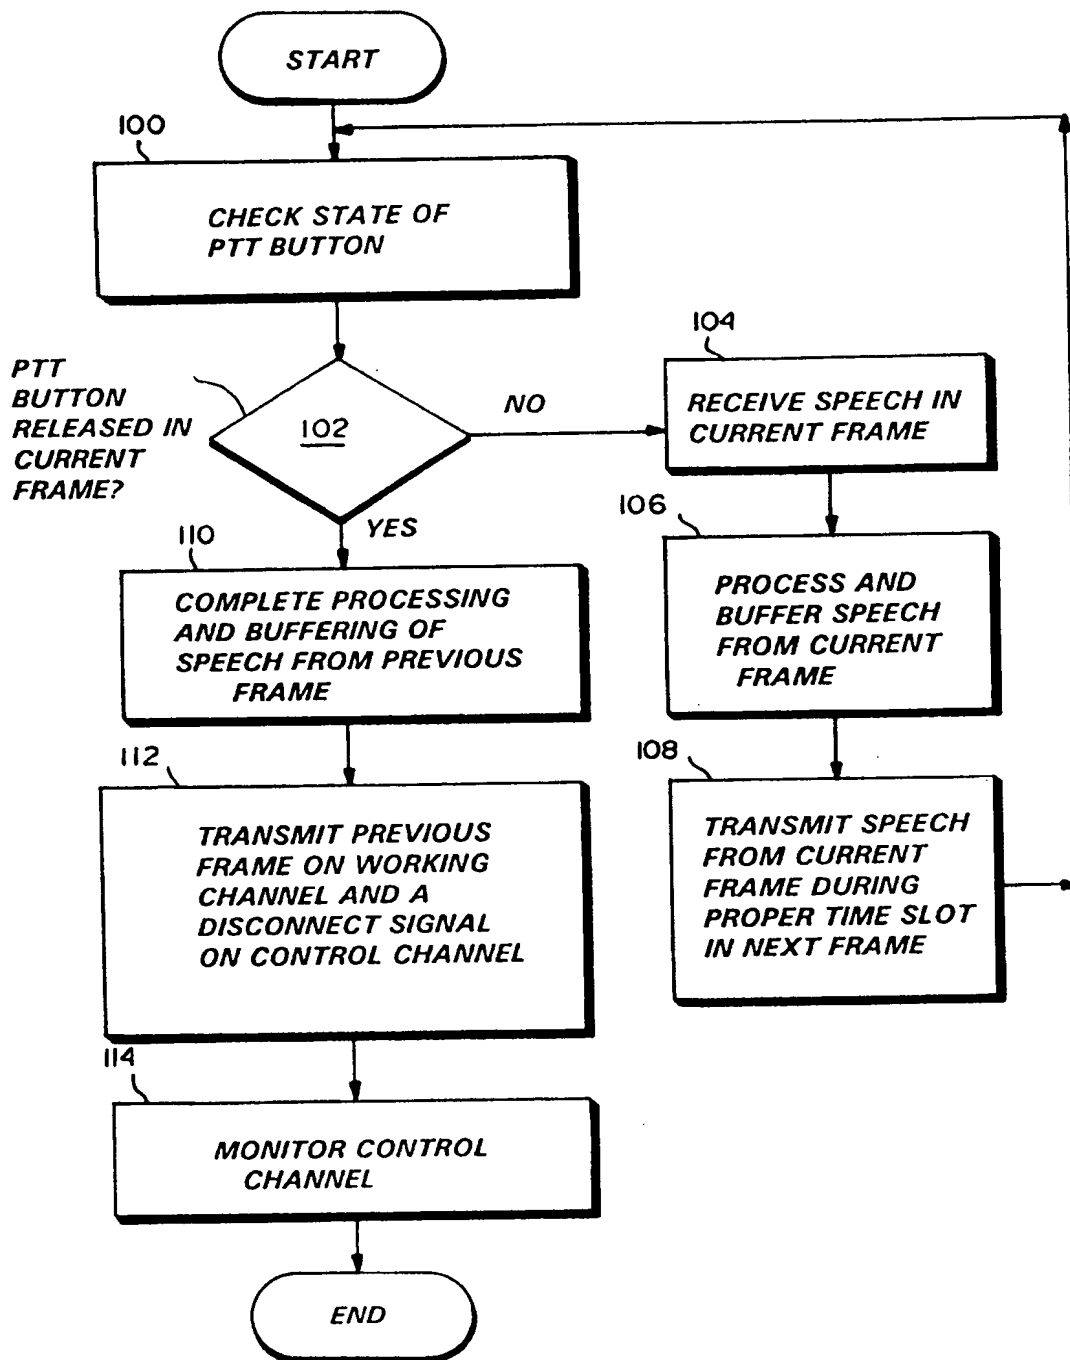 START
100
CHECK STATE OF
PTT BUTTON
PTT
BUTTON
RELEASED IN
CURRENT
FRAME?
102
NO
YES
104
RECEIVE SPEECH IN
CURRENT FRAME
106
PROCESS AND
BUFFER SPEECH
FROM CURRENT
FRAME
108
TRANSMIT SPEECH
FROM CURRENT
FRAME DURING
PROPER TIME SLOT
IN NEXT FRAME
110
COMPLETE PROCESSING
AND BUFFERING OF
SPEECH FROM PREVIOUS
FRAME
112
TRANSMIT PREVIOUS
FRAME ON WORKING
CHANNEL AND A
DISCONNECT SIGNAL
ON CONTROL CHANNEL
114
MONITOR CONTROL
CHANNEL
END